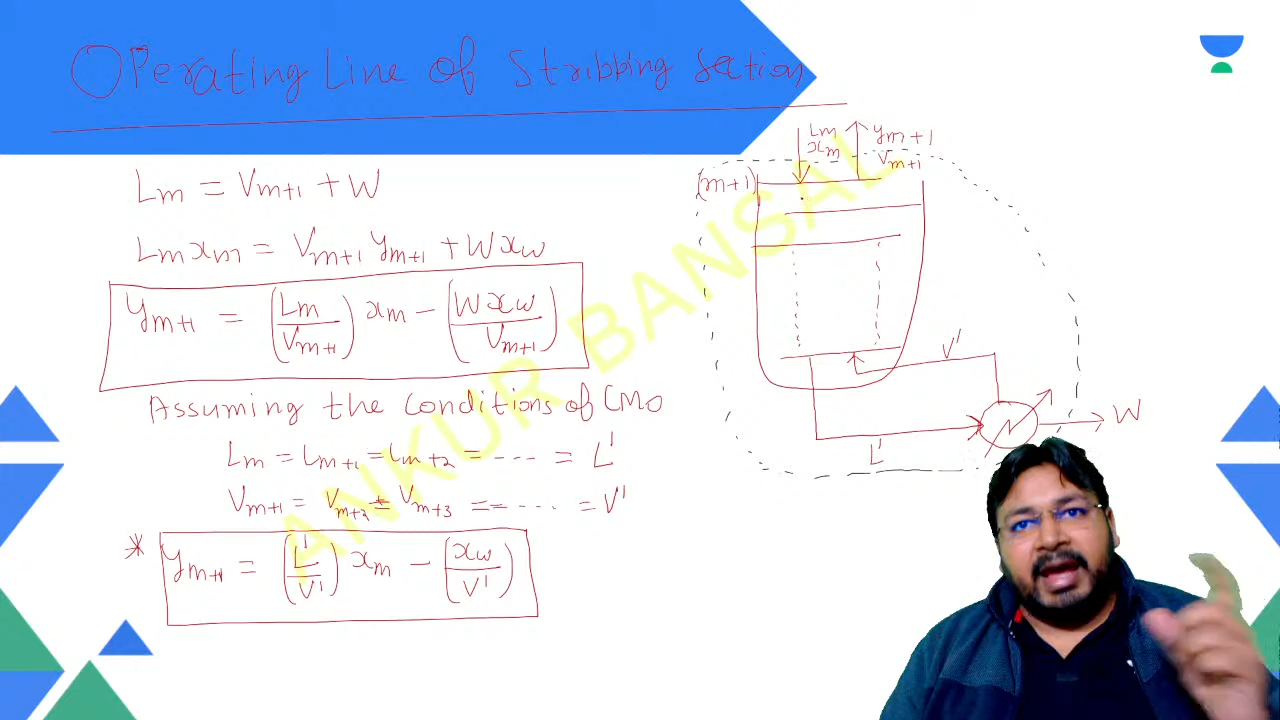 Operating Line of Stribbing section
Lm = Vm+1 + W
Lm xm = Vm+1 ym+1 + W xw
ym+1 = (Lm/Vm+1) xm - (W xw/Vm+1)
Assuming the conditions of CMO
Lm = Lm+1 = Lm+2 = ---- = L'
Vm+1 = Vm+2 = Vm+3 == ---- = V'
* ym+1 = (L'/V') xm - (xw/V')
Lm
xm
ym+1
Vm+1
(m+1)
V'
W
L'
ANKUR BANSAL